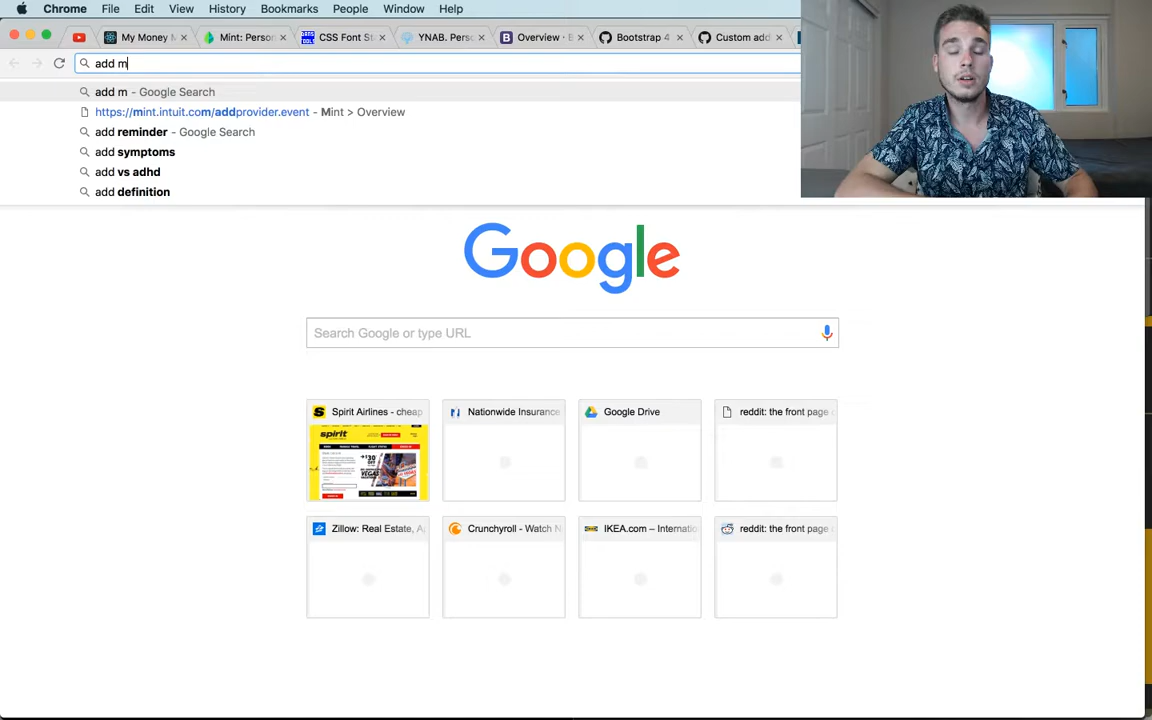 Chrome File Edit View History Bookmarks People Window Help
My Money M Mint: Person CSS Font St YNAB. Perso Overview · B Bootstrap 4 Custom add
add m
add m – Google Search
https://mint.intuit.com/addprovider.event – Mint > Overview
add reminder – Google Search
add symptoms
add vs adhd
add definition
Google
Search Google or type URL
Spirit Airlines - cheap Nationwide Insurance Google Drive reddit: the front page
spirit
Zillow: Real Estate, A Crunchyroll - Watch N IKEA.com – Internatio reddit: the front page